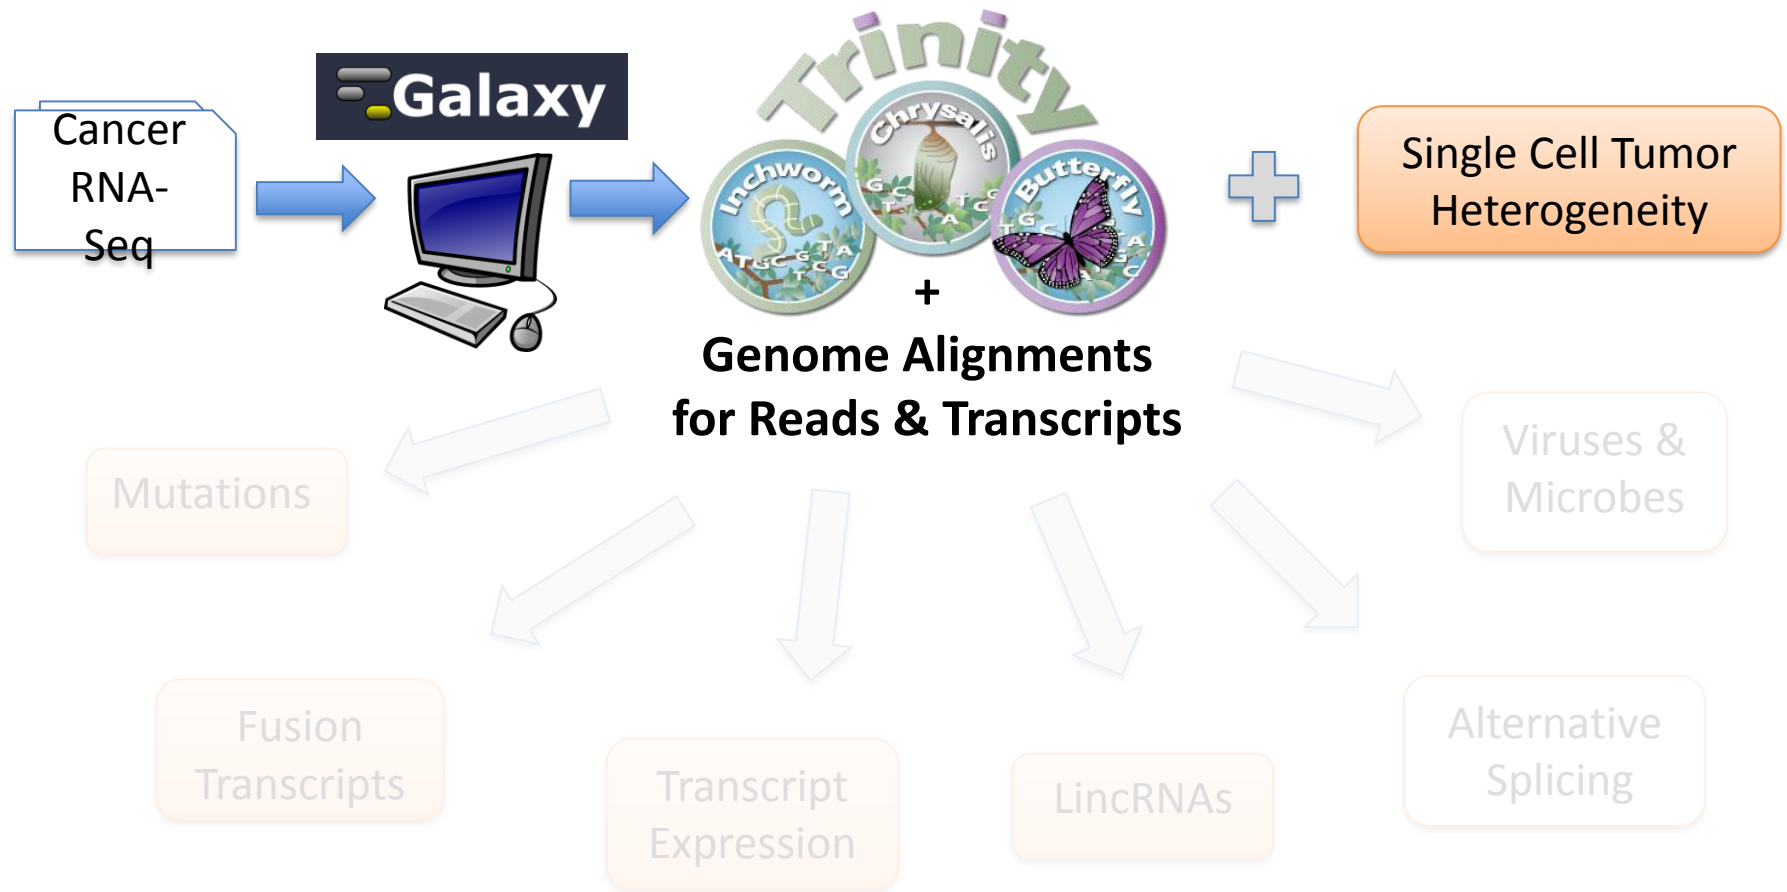 Cancer
RNA-
Seq
Galaxy
Trinity
Inchworm
Chrysalis
Butterfly
+
Genome Alignments
for Reads & Transcripts
Single Cell Tumor
Heterogeneity
Mutations
Fusion
Transcripts
Transcript
Expression
LincRNAs
Alternative
Splicing
Viruses &
Microbes